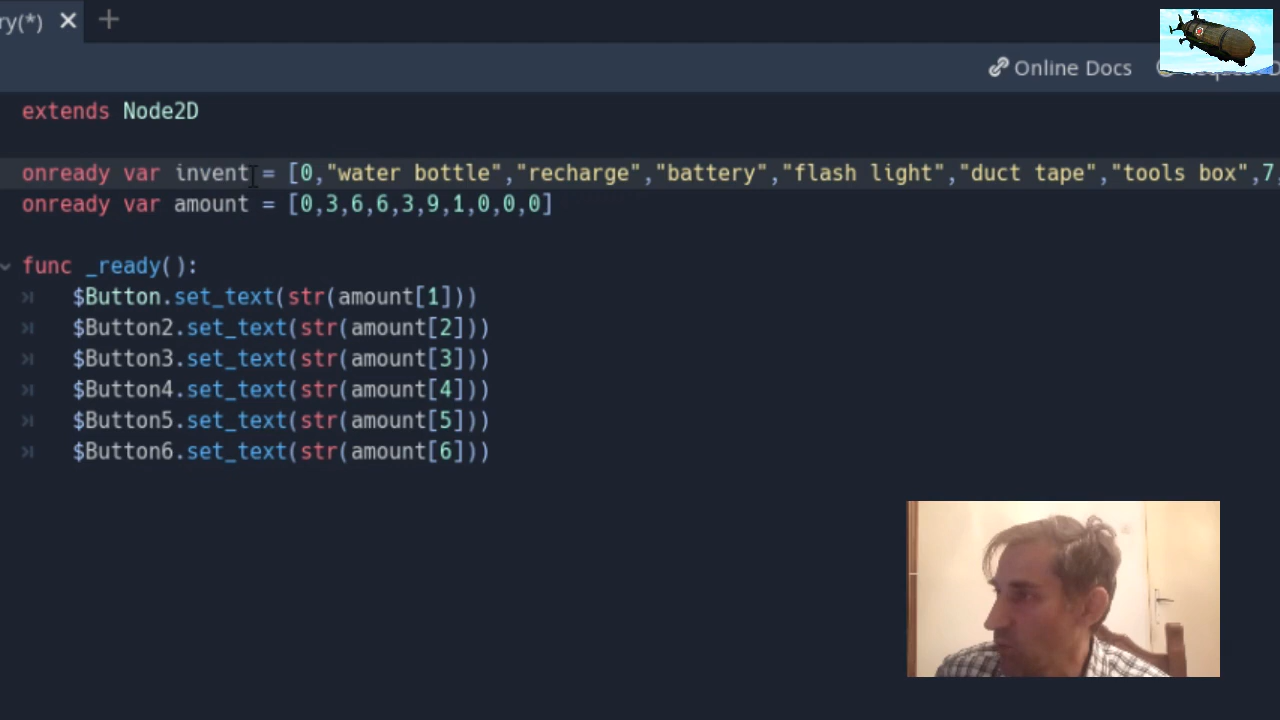 ry(*)
Online Docs
extends Node2D
onready var invent = [0,"water bottle","recharge","battery","flash light","duct tape","tools box",7,
onready var amount = [0,3,6,6,3,9,1,0,0,0]
func _ready():
$Button.set_text(str(amount[1]))
$Button2.set_text(str(amount[2]))
$Button3.set_text(str(amount[3]))
$Button4.set_text(str(amount[4]))
$Button5.set_text(str(amount[5]))
$Button6.set_text(str(amount[6]))